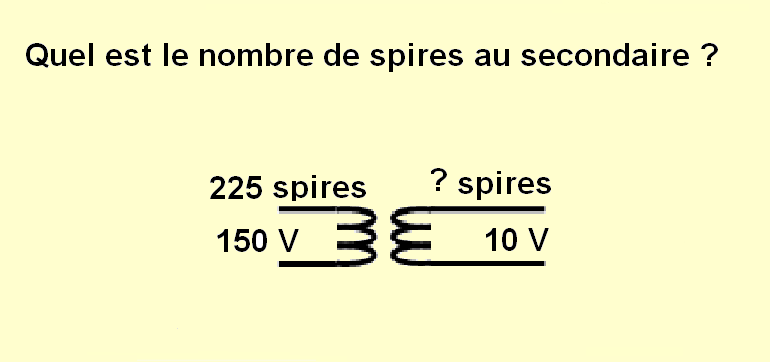 Quel est le nombre de spires au secondaire ?
225 spires ? spires
150 V 10 V